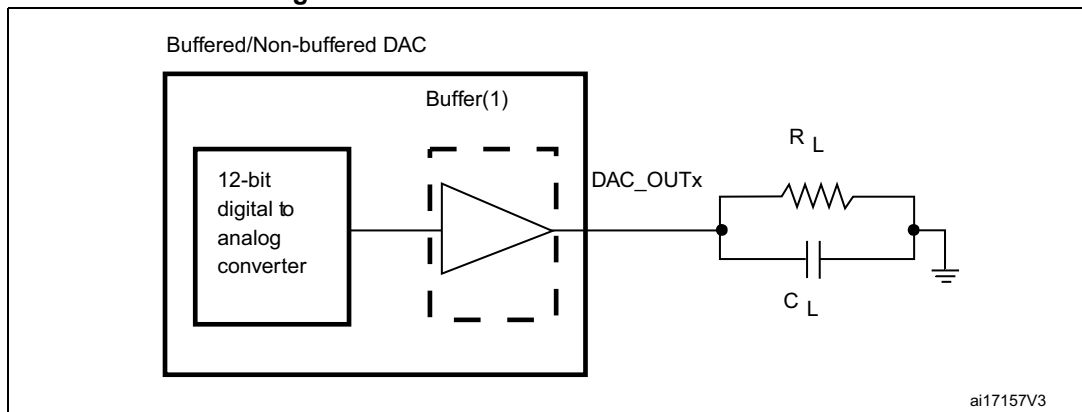 Buffered/Non-buffered DAC
Buffer(1)
12-bit
digital to
analog
converter
DAC_OUTx
R L
C L
ai17157V3